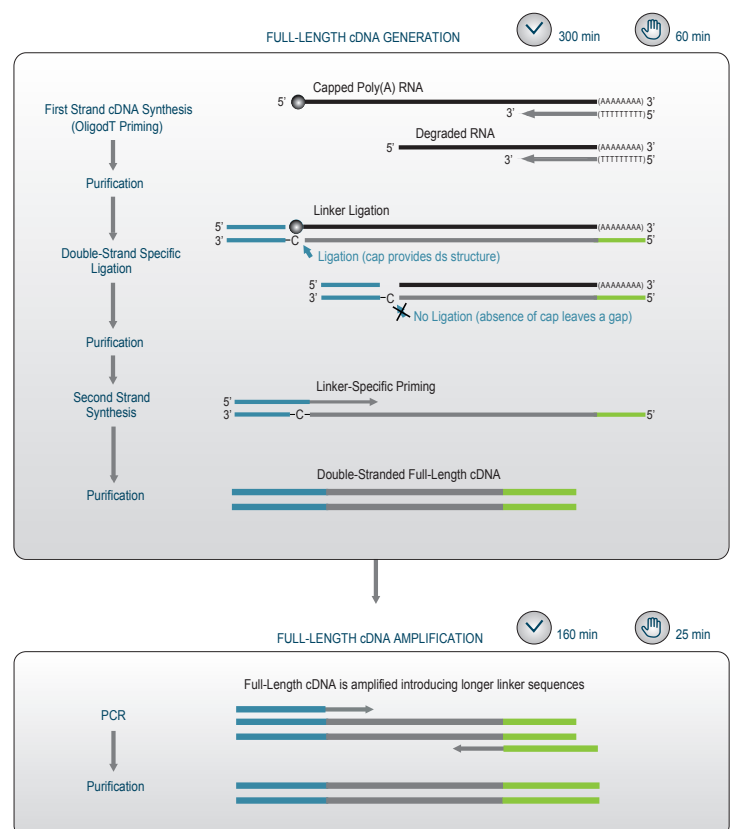 FULL-LENGTH cDNA GENERATION
300 min
60 min
First Strand cDNA Synthesis
(OligodT Priming)
Purification
Double-Strand Specific
Ligation
Purification
Second Strand
Synthesis
Purification
Capped Poly(A) RNA
5' (AAAAAAAA) 3'
3' (TTTTTTTTT) 5'
Degraded RNA
5' (AAAAAAAA) 3'
3' (TTTTTTTTT) 5'
Linker Ligation
5' (AAAAAAAA) 3'
3' C 5'
Ligation (cap provides ds structure)
5' (AAAAAAAA) 3'
3' C 5'
No Ligation (absence of cap leaves a gap)
Linker-Specific Priming
5'
3' C 5'
Double-Stranded Full-Length cDNA
FULL-LENGTH cDNA AMPLIFICATION
160 min
25 min
Full-Length cDNA is amplified introducing longer linker sequences
PCR
Purification